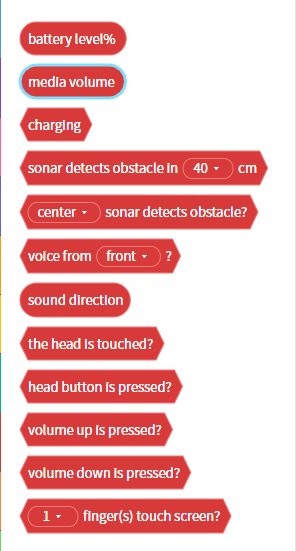 battery level%
media volume
charging
sonar detects obstacle in 40 cm
center sonar detects obstacle?
voice from front ?
sound direction
the head is touched?
head button is pressed?
volume up is pressed?
volume down is pressed?
1 finger(s) touch screen?